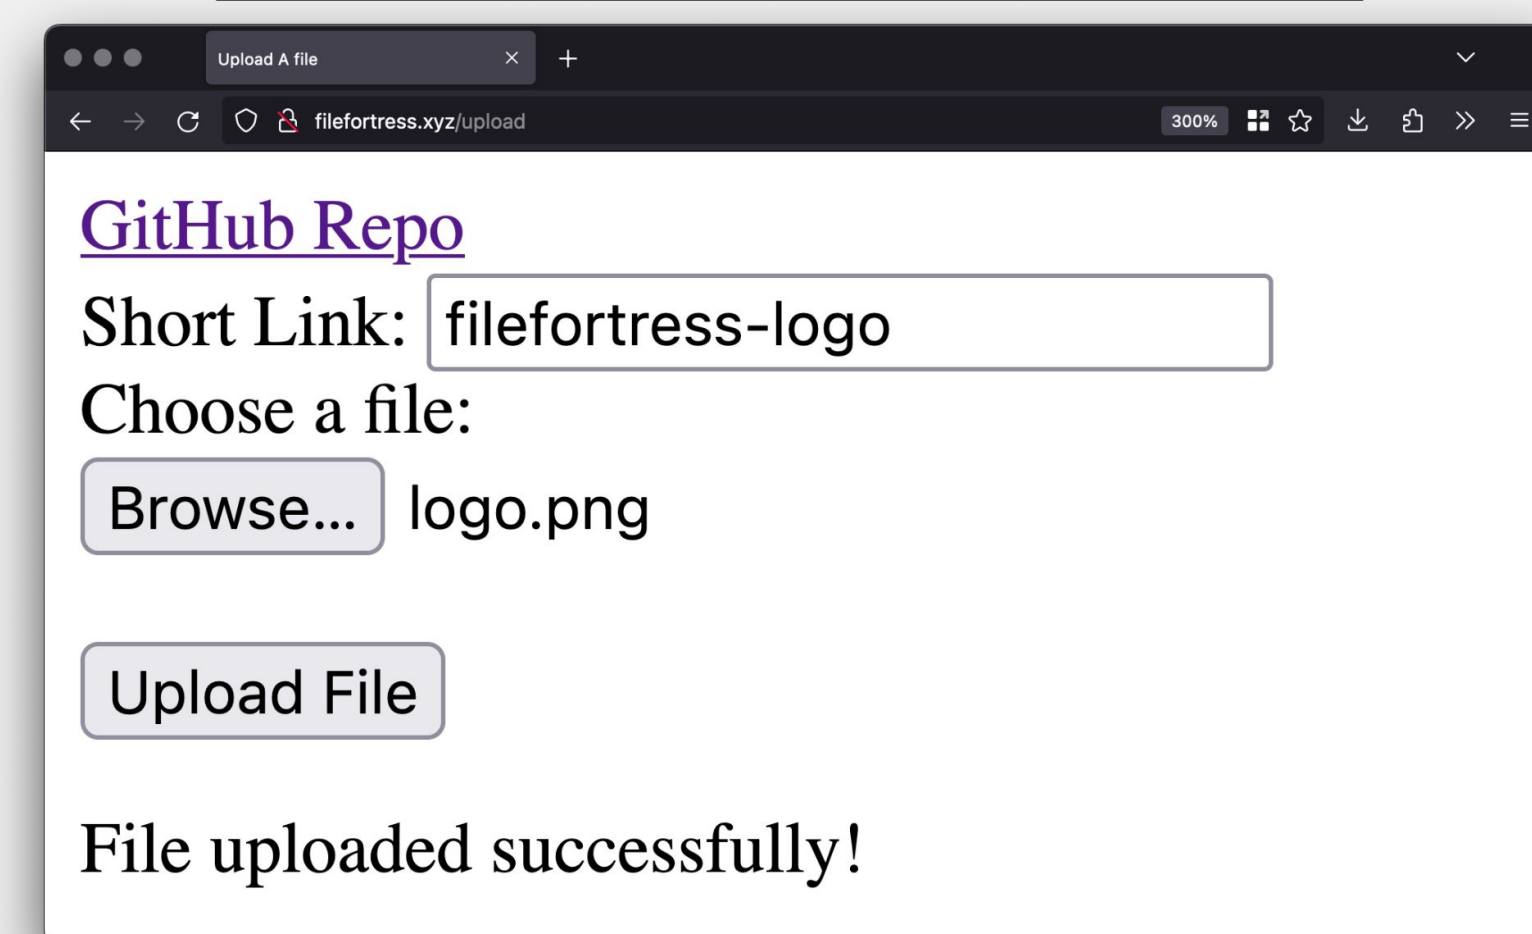 Upload A file
filefortress.xyz/upload
300%
GitHub Repo
Short Link: filefortress-logo
Choose a file:
Browse... logo.png
Upload File
File uploaded successfully!